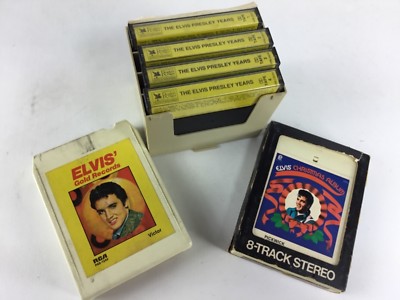 THE ELVIS PRESLEY YEARS
THE ELVIS PRESLEY YEARS
THE ELVIS PRESLEY YEARS
THE ELVIS PRESLEY YEARS
ELVIS'
Gold Records
Victor
RCA
ELVIS' CHRISTMAS ALBUM
PICKWICK
8-TRACK STEREO